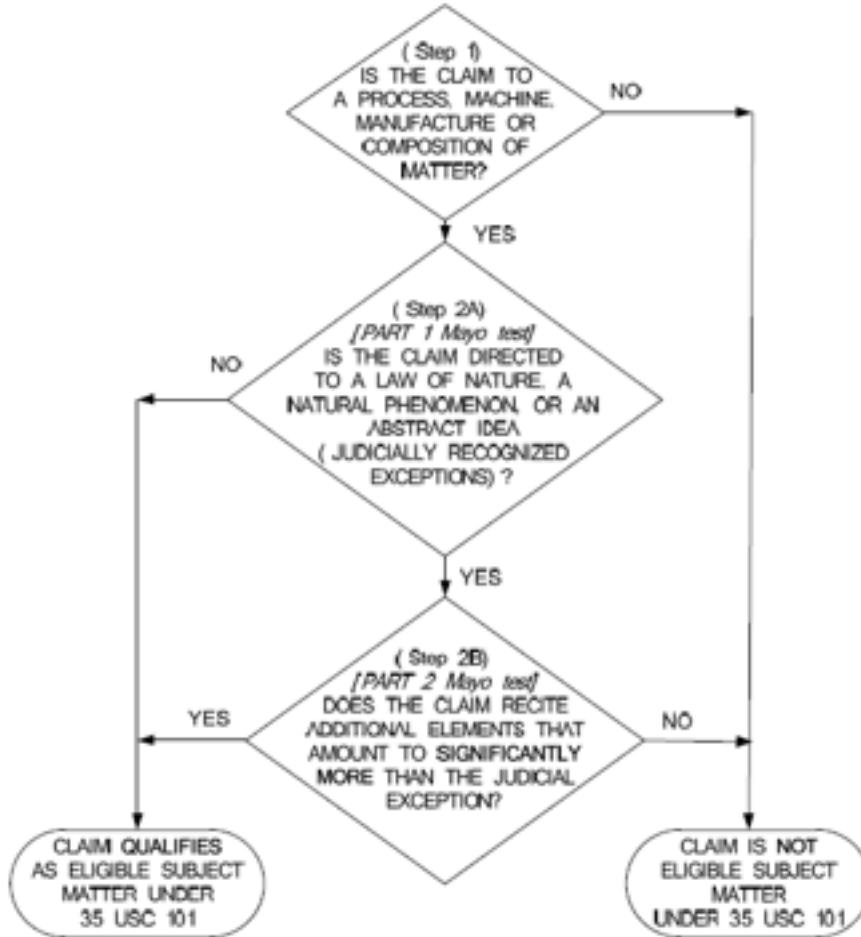 ( Step 1)
IS THE CLAIM TO
A PROCESS, MACHINE,
MANUFACTURE OR
COMPOSITION OF
MATTER?
NO
YES
( Step 2A)
[PART 1 Mayo test]
IS THE CLAIM DIRECTED
TO A LAW OF NATURE, A
NATURAL PHENOMENON, OR AN
ABSTRACT IDEA
( JUDICIALLY RECOGNIZED
EXCEPTIONS) ?
NO
YES
( Step 2B)
[PART 2 Mayo test]
DOES THE CLAIM RECITE
ADDITIONAL ELEMENTS THAT
AMOUNT TO SIGNIFICANTLY
MORE THAN THE JUDICIAL
EXCEPTION?
YES
NO
CLAIM QUALIFIES
AS ELIGIBLE SUBJECT
MATTER UNDER
35 USC 101
CLAIM IS NOT
ELIGIBLE SUBJECT
MATTER
UNDER 35 USC 101